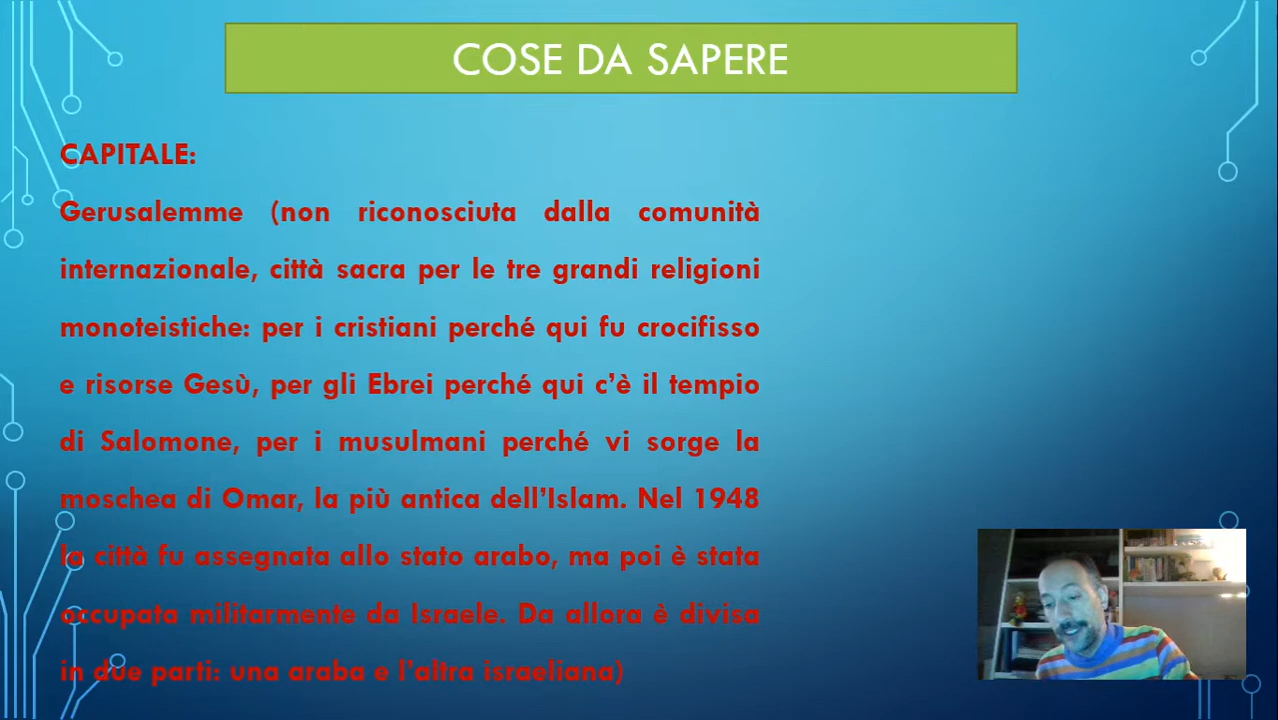 COSE DA SAPERE
CAPITALE:
Gerusalemme (non riconosciuta dalla comunità
internazionale, città sacra per le tre grandi religioni
monoteistiche: per i cristiani perché qui fu crocifisso
e risorse Gesù, per gli Ebrei perché qui c’è il tempio
di Salomone, per i musulmani perché vi sorge la
moschea di Omar, la più antica dell’Islam. Nel 1948
la città fu assegnata allo stato arabo, ma poi è stata
occupata militarmente da Israele. Da allora è divisa
in due parti: una araba e l’altra israeliana)